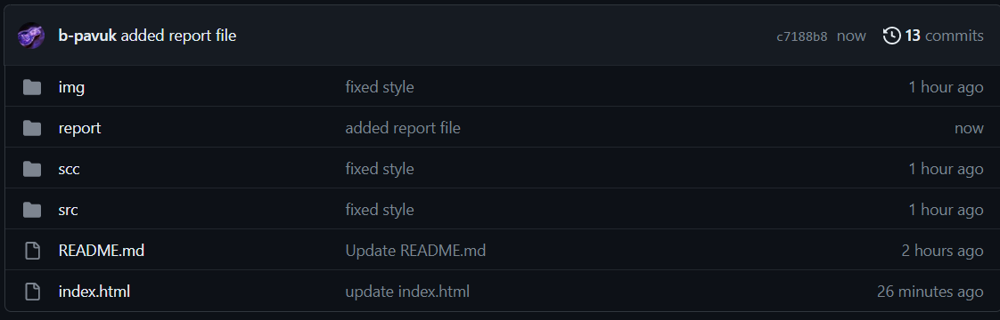 b-pavuk added report file c7188b8 now 13 commits
img fixed style 1 hour ago
report added report file now
scc fixed style 1 hour ago
src fixed style 1 hour ago
README.md Update README.md 2 hours ago
index.html update index.html 26 minutes ago